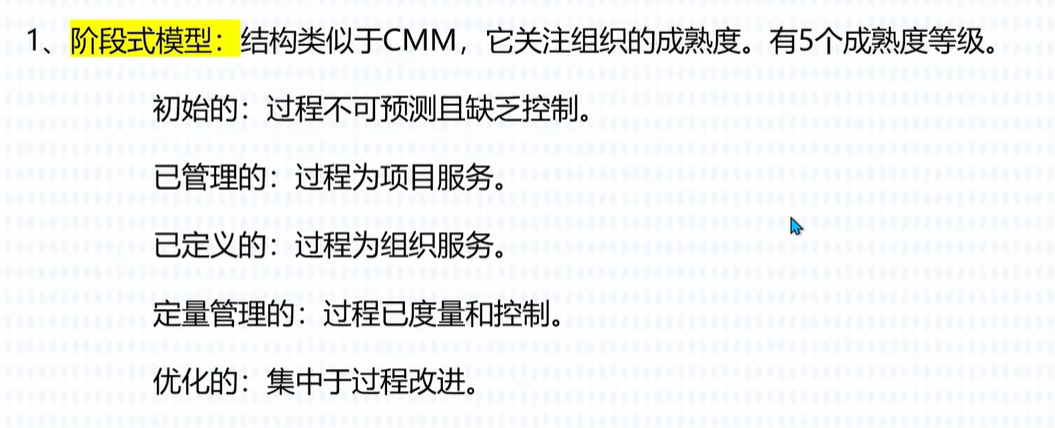 1、阶段式模型：结构类似于CMM，它关注组织的成熟度。有5个成熟度等级。
初始的：过程不可预测且缺乏控制。
已管理的：过程为项目服务。
已定义的：过程为组织服务。
定量管理的：过程已度量和控制。
优化的：集中于过程改进。